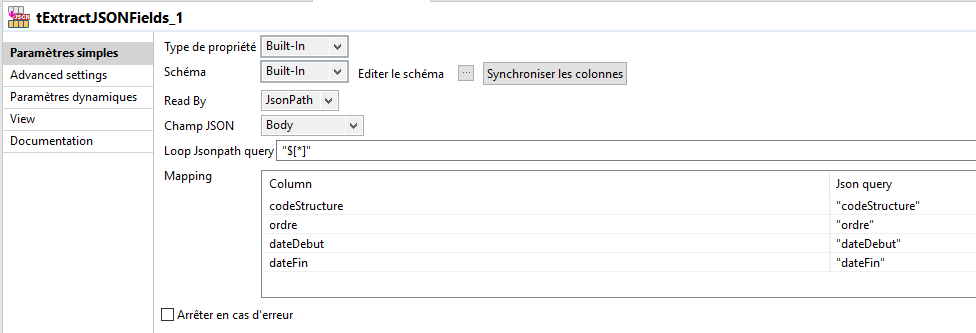 tExtractJSONFields_1
Paramètres simples
Advanced settings
Paramètres dynamiques
View
Documentation
Type de propriété Built-In
Schéma Built-In Editer le schéma ... Synchroniser les colonnes
Read By JsonPath
Champ JSON Body
Loop Jsonpath query "$[*]"
Mapping
Column Json query
codeStructure "codeStructure"
ordre "ordre"
dateDebut "dateDebut"
dateFin "dateFin"
Arrêter en cas d'erreur